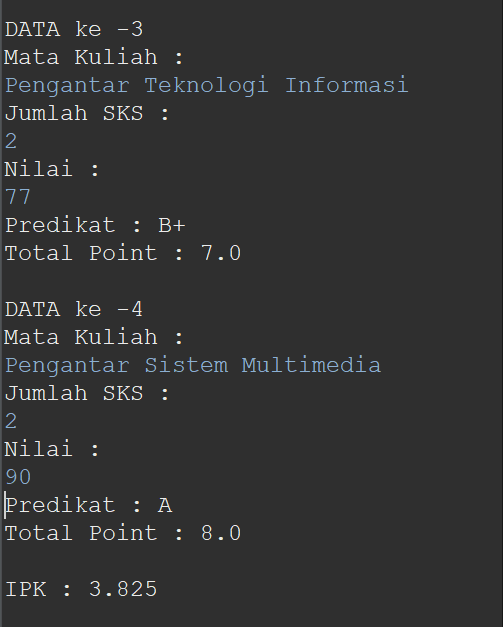 DATA ke -3
Mata Kuliah :
Pengantar Teknologi Informasi
Jumlah SKS :
2
Nilai :
77
Predikat : B+
Total Point : 7.0
DATA ke -4
Mata Kuliah :
Pengantar Sistem Multimedia
Jumlah SKS :
2
Nilai :
90
Predikat : A
Total Point : 8.0
IPK : 3.825